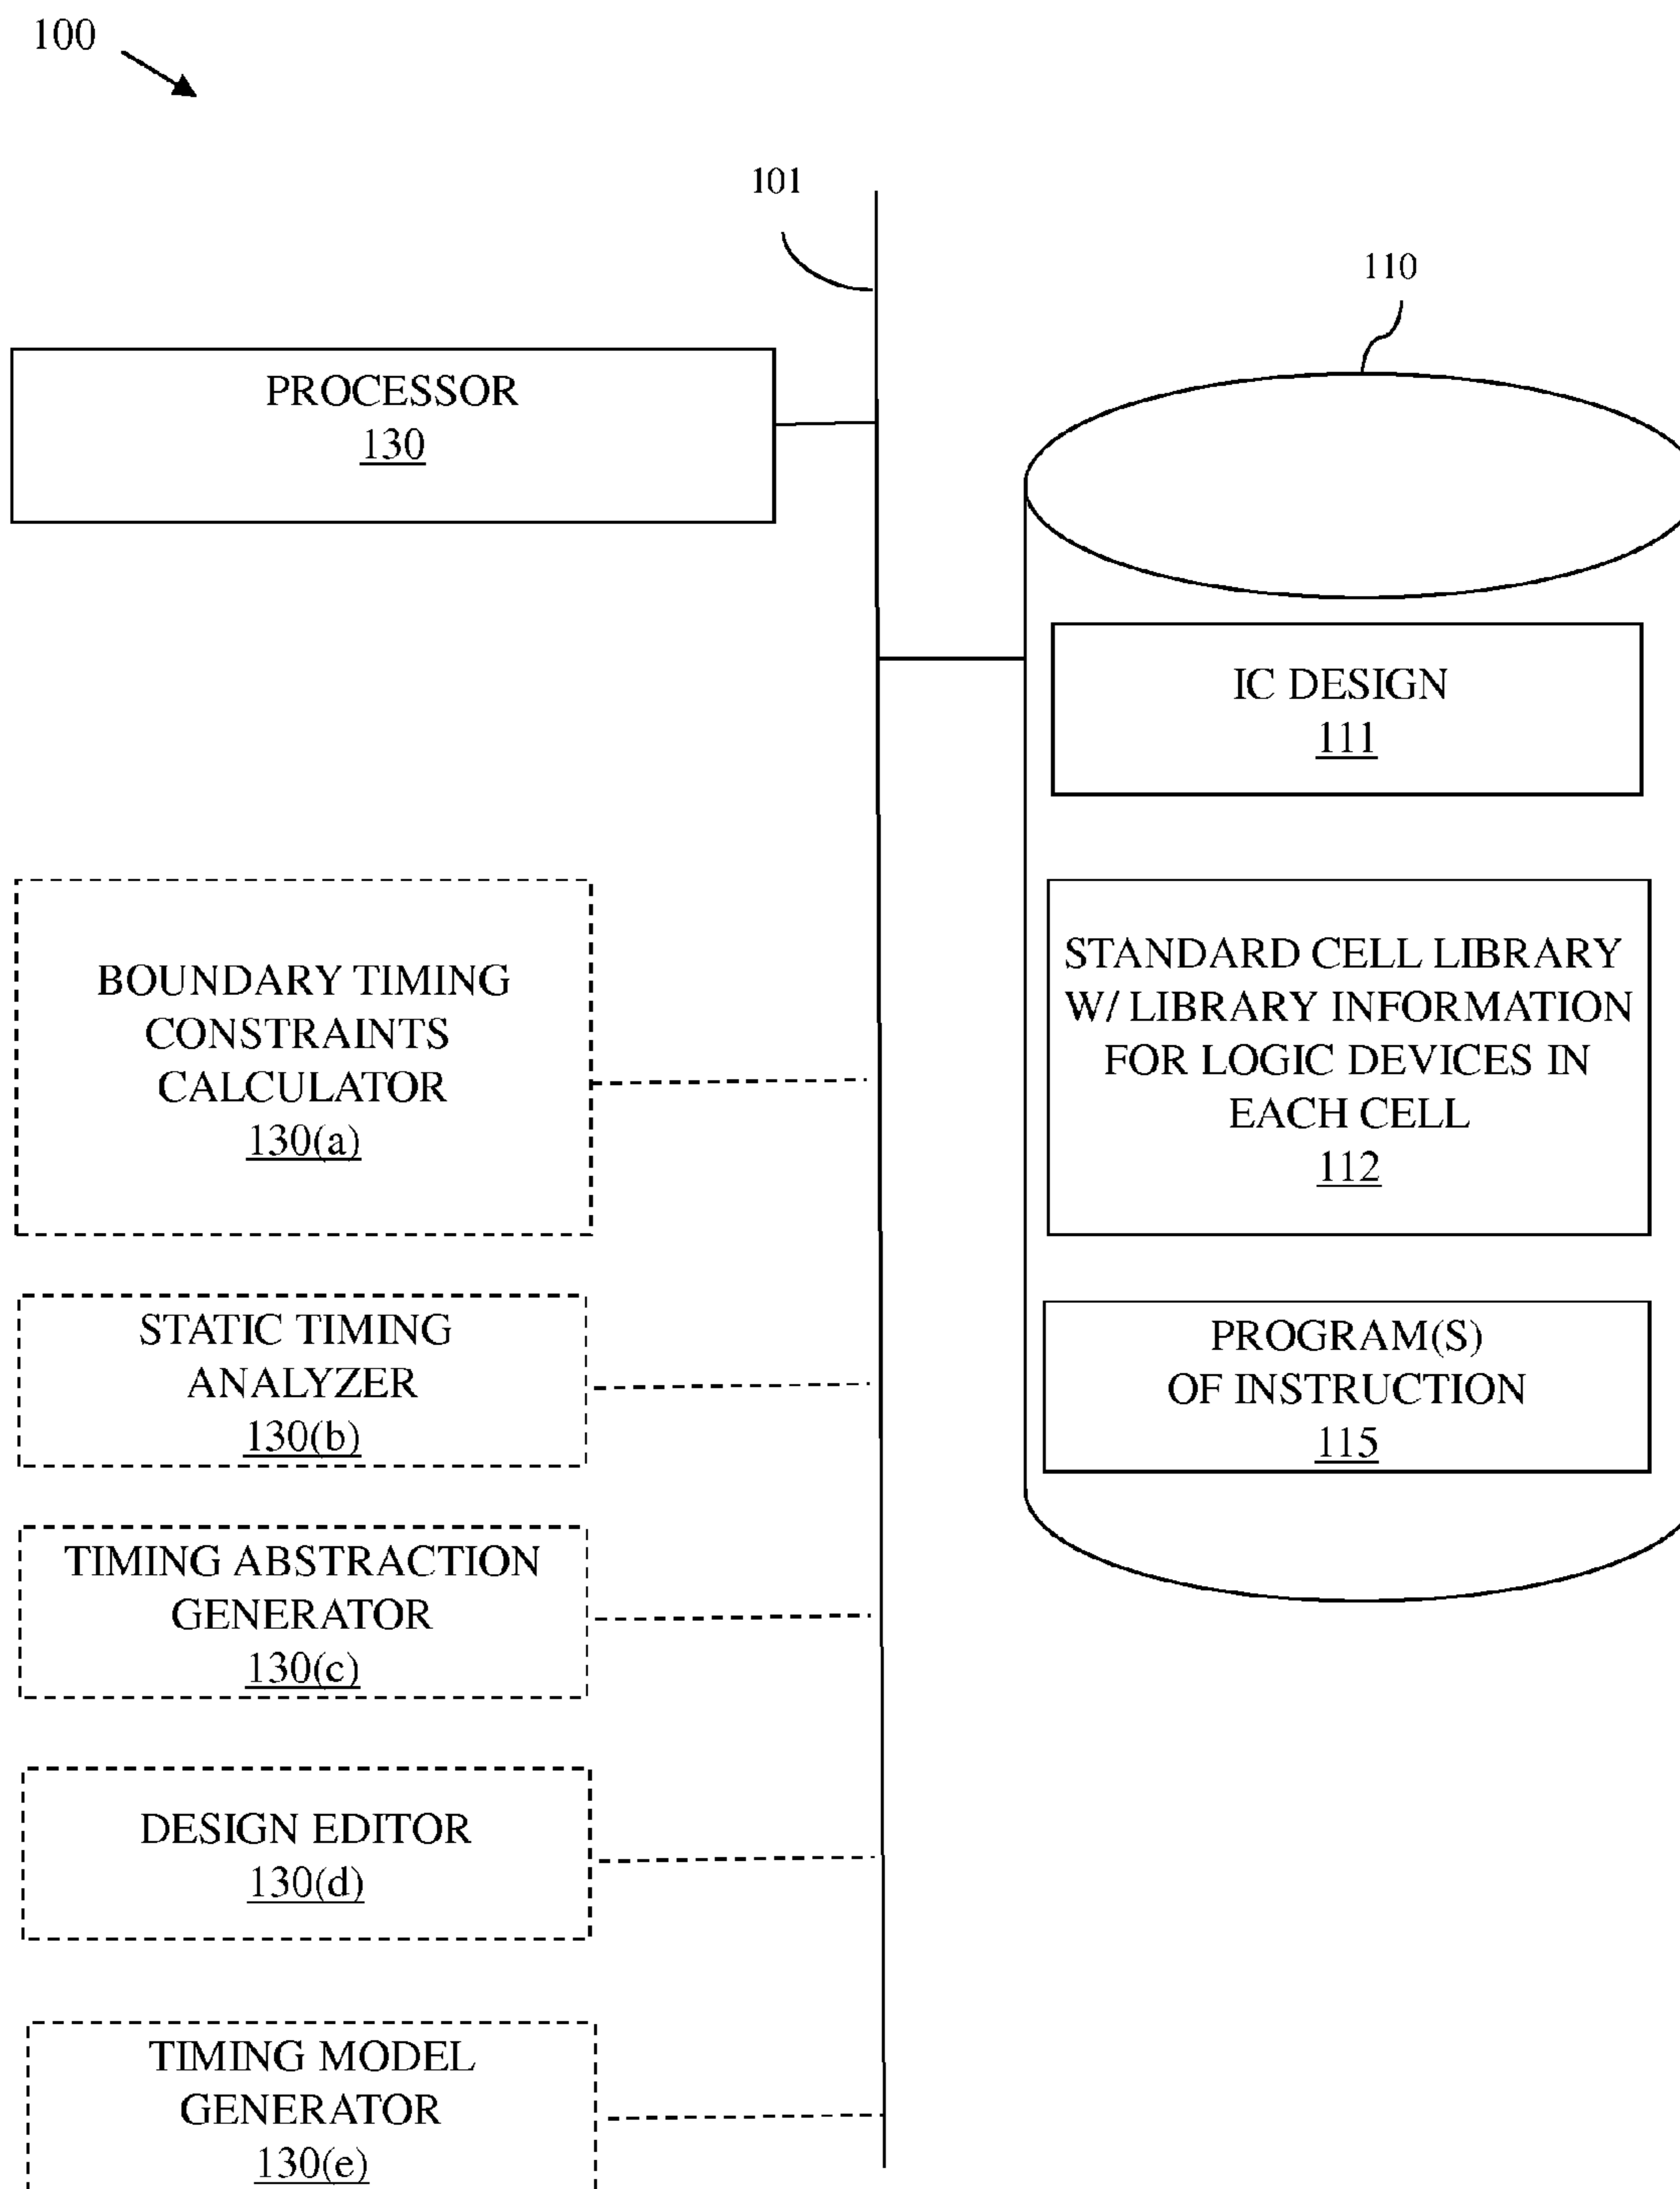 100
101
110
PROCESSOR
130
IC DESIGN
111
BOUNDARY TIMING
CONSTRAINTS
CALCULATOR
130(a)
STANDARD CELL LIBRARY
W/ LIBRARY INFORMATION
FOR LOGIC DEVICES IN
EACH CELL
112
STATIC TIMING
ANALYZER
130(b)
PROGRAM(S)
OF INSTRUCTION
115
TIMING ABSTRACTION
GENERATOR
130(c)
DESIGN EDITOR
130(d)
TIMING MODEL
GENERATOR
130(e)